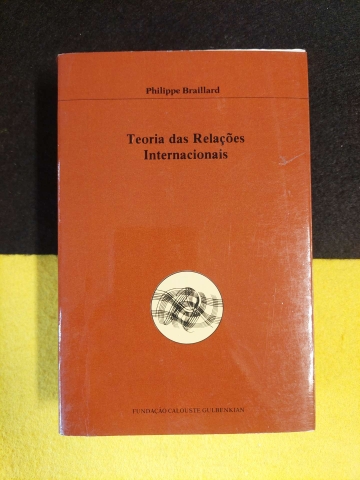 Philippe Braillard
Teoria das Relações
Internacionais
FUNDAÇÃO CALOUSTE GULBENKIAN